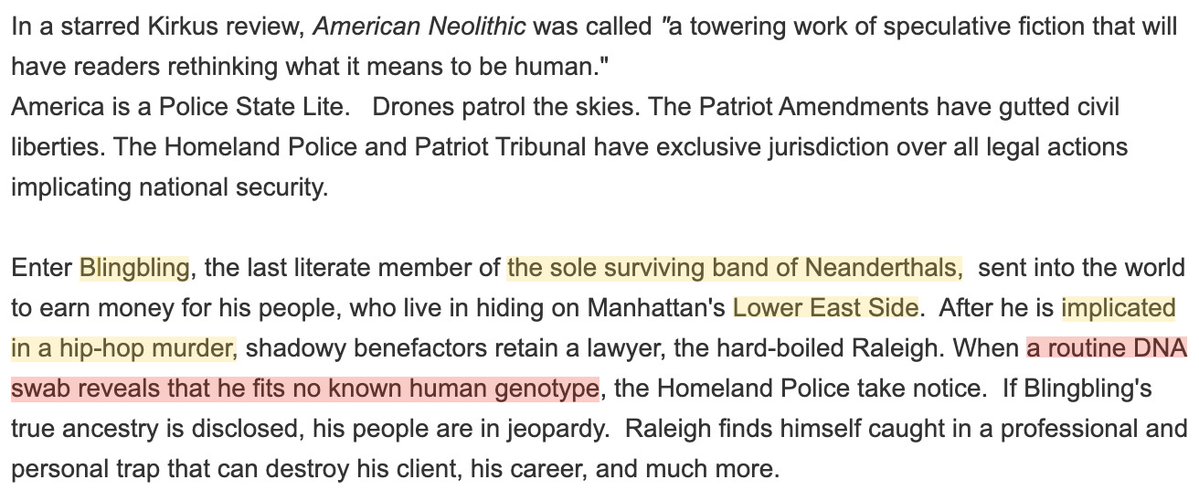 In a starred Kirkus review, American Neolithic was called "a towering work of speculative fiction that will
have readers rethinking what it means to be human."
America is a Police State Lite.   Drones patrol the skies. The Patriot Amendments have gutted civil
liberties. The Homeland Police and Patriot Tribunal have exclusive jurisdiction over all legal actions
implicating national security.
Enter Blingbling, the last literate member of the sole surviving band of Neanderthals,  sent into the world
to earn money for his people, who live in hiding on Manhattan's Lower East Side.  After he is implicated
in a hip-hop murder, shadowy benefactors retain a lawyer, the hard-boiled Raleigh. When a routine DNA
swab reveals that he fits no known human genotype, the Homeland Police take notice.  If Blingbling's
true ancestry is disclosed, his people are in jeopardy.  Raleigh finds himself caught in a professional and
personal trap that can destroy his client, his career, and much more.